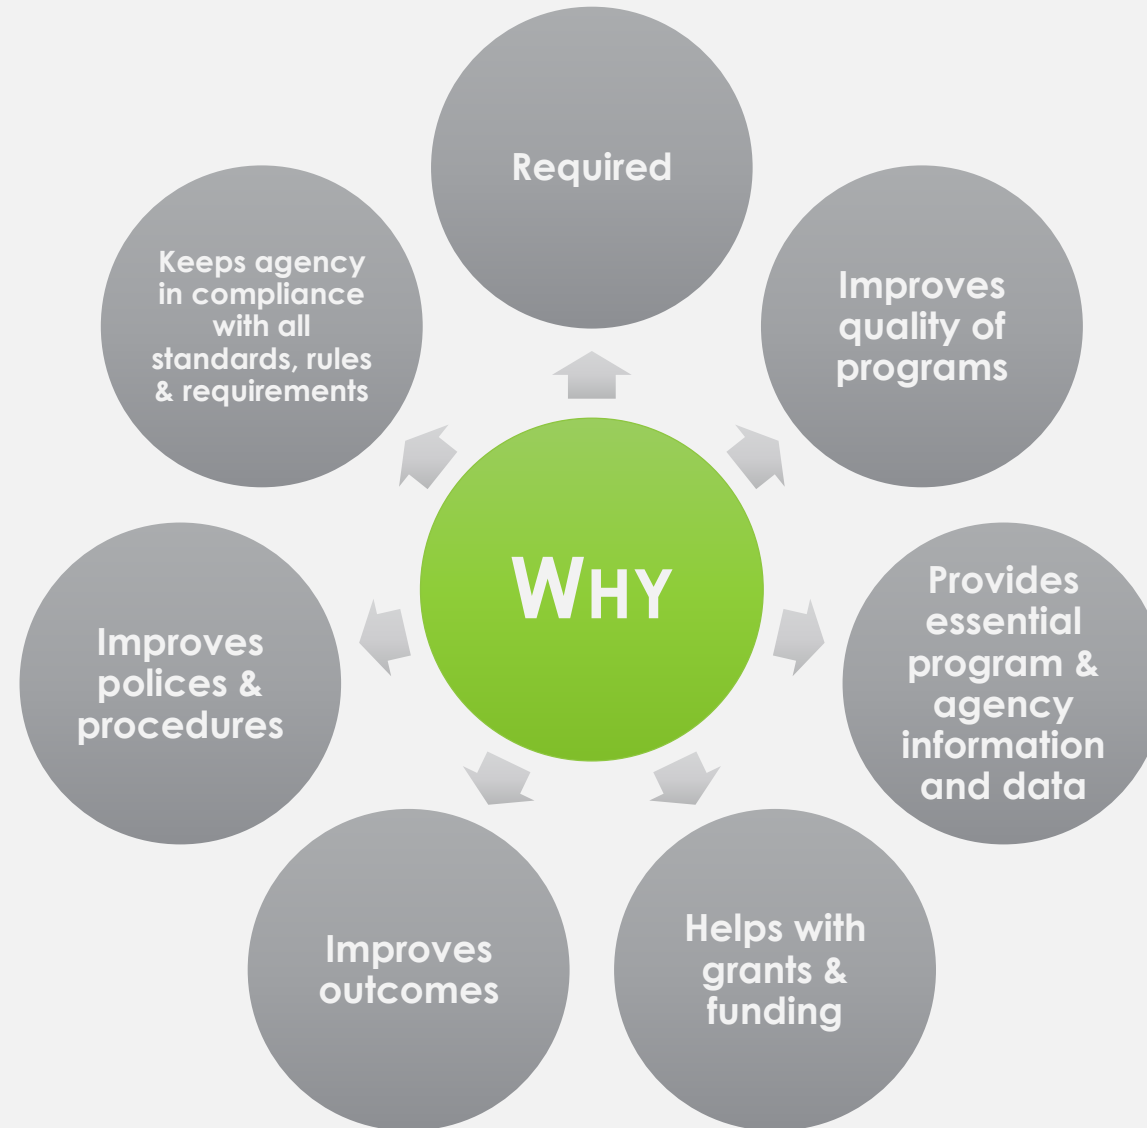 Required
Improves
quality of
programs
Provides
essential
program &
agency
information
and data
Helps with
grants &
funding
Improves
outcomes
Improves
polices &
procedures
Keeps agency
in compliance
with all
standards, rules
& requirements
WHY